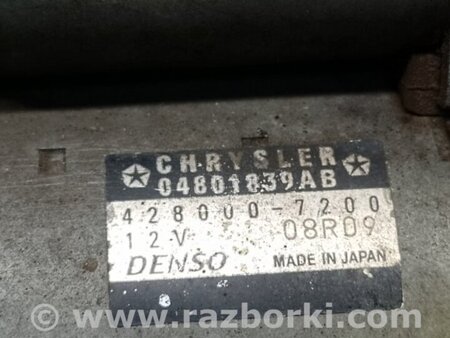 CHRYSLER
04801839AB
428000-7200
12V 08R09
DENSO MADE IN JAPAN
© www.razborki.com